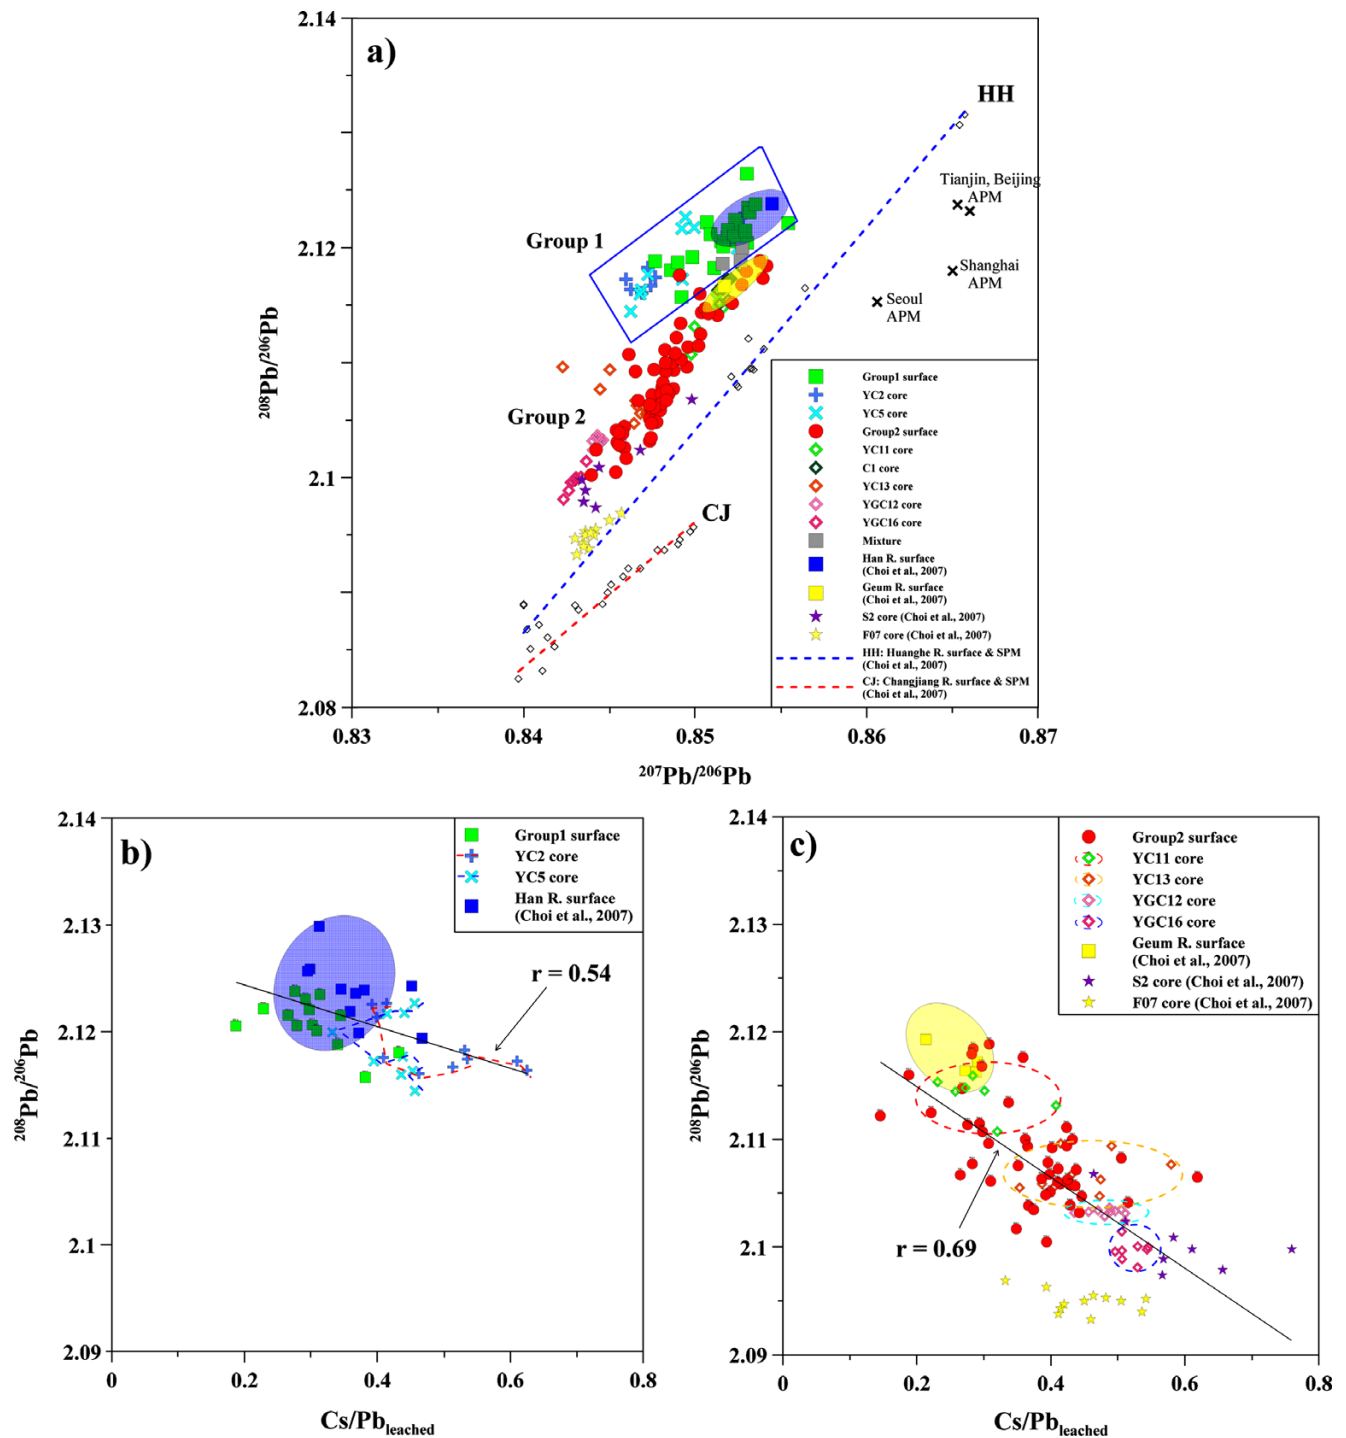 a)
2.14
2.12
2.1
2.08
0.83
0.84
0.85
0.86
0.87
208Pb/206Pb
207Pb/206Pb
HH
Tianjin, Beijing
APM
Shanghai
APM
Seoul
APM
Group 1
Group 2
CJ
Group1 surface
YC2 core
YC5 core
Group2 surface
YC11 core
C1 core
YC13 core
YGC12 core
YGC16 core
Mixture
Han R. surface
(Choi et al., 2007)
Geum R. surface
(Choi et al., 2007)
S2 core (Choi et al., 2007)
F07 core (Choi et al., 2007)
HH: Huanghe R. surface & SPM
(Choi et al., 2007)
CJ: Changjiang R. surface & SPM
(Choi et al., 2007)
b)
2.14
2.13
2.12
2.11
2.1
2.09
0
0.2
0.4
0.6
0.8
208Pb/206Pb
Cs/Pbleached
Group1 surface
YC2 core
YC5 core
Han R. surface
(Choi et al., 2007)
r = 0.54
c)
2.14
2.13
2.12
2.11
2.10
2.09
0
0.2
0.4
0.6
0.8
208Pb/206Pb
Cs/Pbleached
Group2 surface
YC11 core
YC13 core
YGC12 core
YGC16 core
Geum R. surface
(Choi et al., 2007)
S2 core (Choi et al., 2007)
F07 core (Choi et al., 2007)
r = 0.69